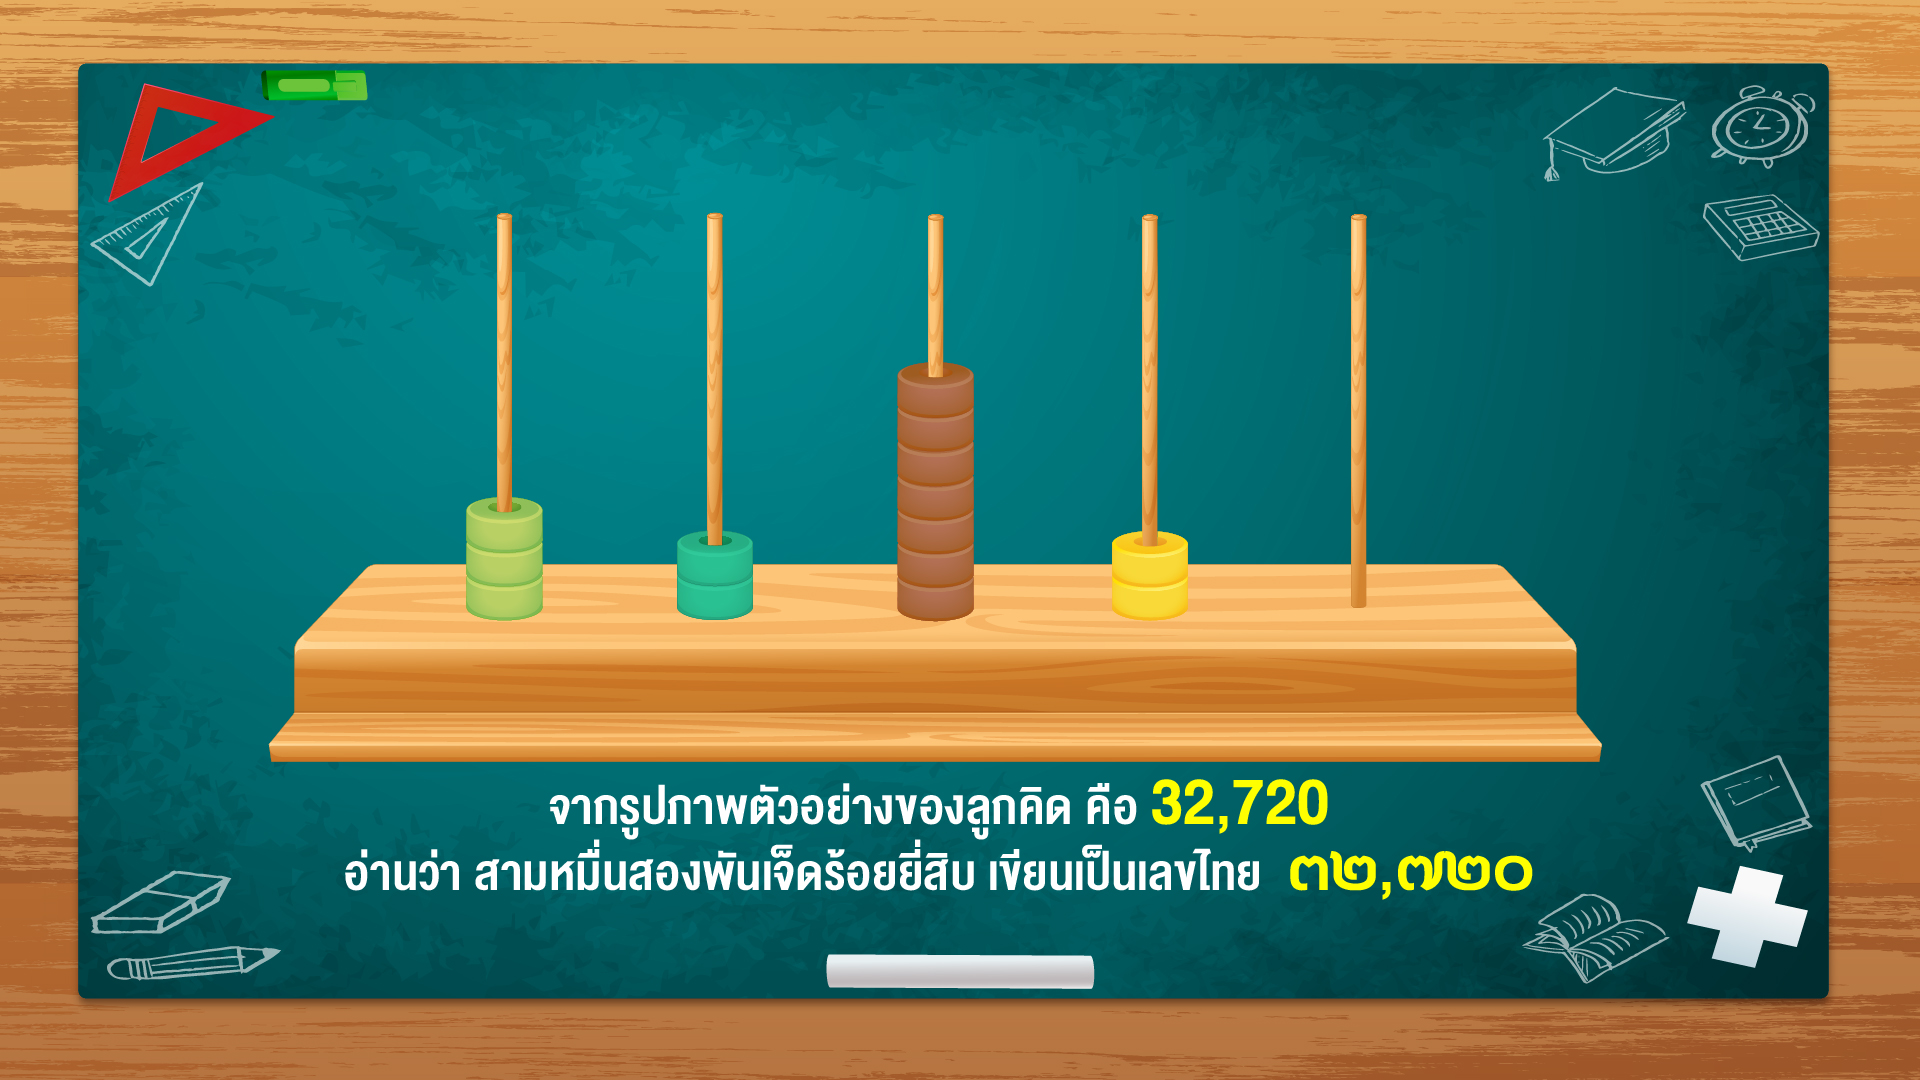 จากรูปภาพตัวอย่างของลูกคิด คือ 32,720
อ่านว่า สามหมื่นสองพันเจ็ดร้อยยี่สิบ เขียนเป็นเลขไทย ๓๒,๗๒๐